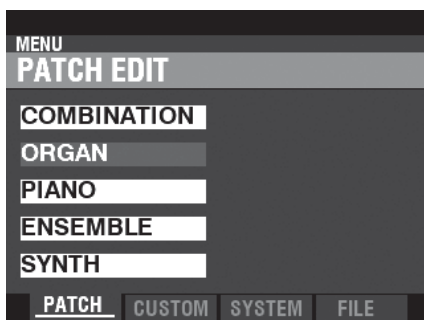 MENU
PATCH EDIT
COMBINATION
ORGAN
PIANO
ENSEMBLE
SYNTH
PATCH CUSTOM SYSTEM FILE